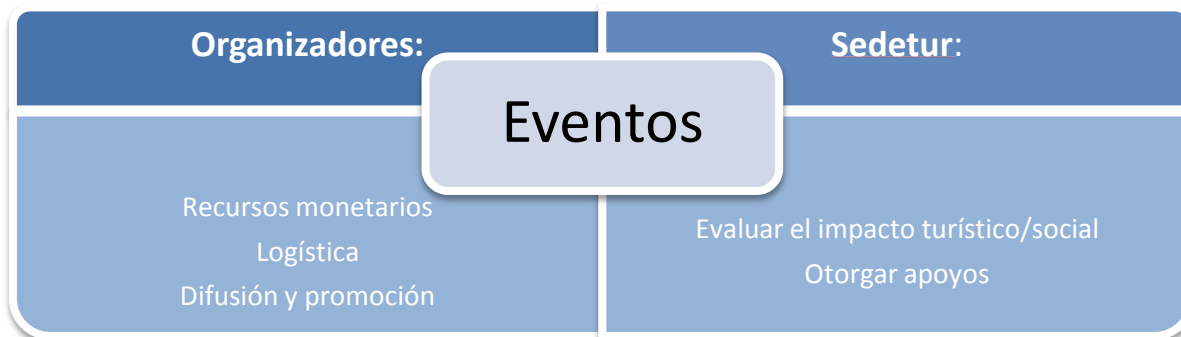 Organizadores:
Sedetur:
Eventos
Recursos monetarios
Logística
Difusión y promoción
Evaluar el impacto turístico/social
Otorgar apoyos